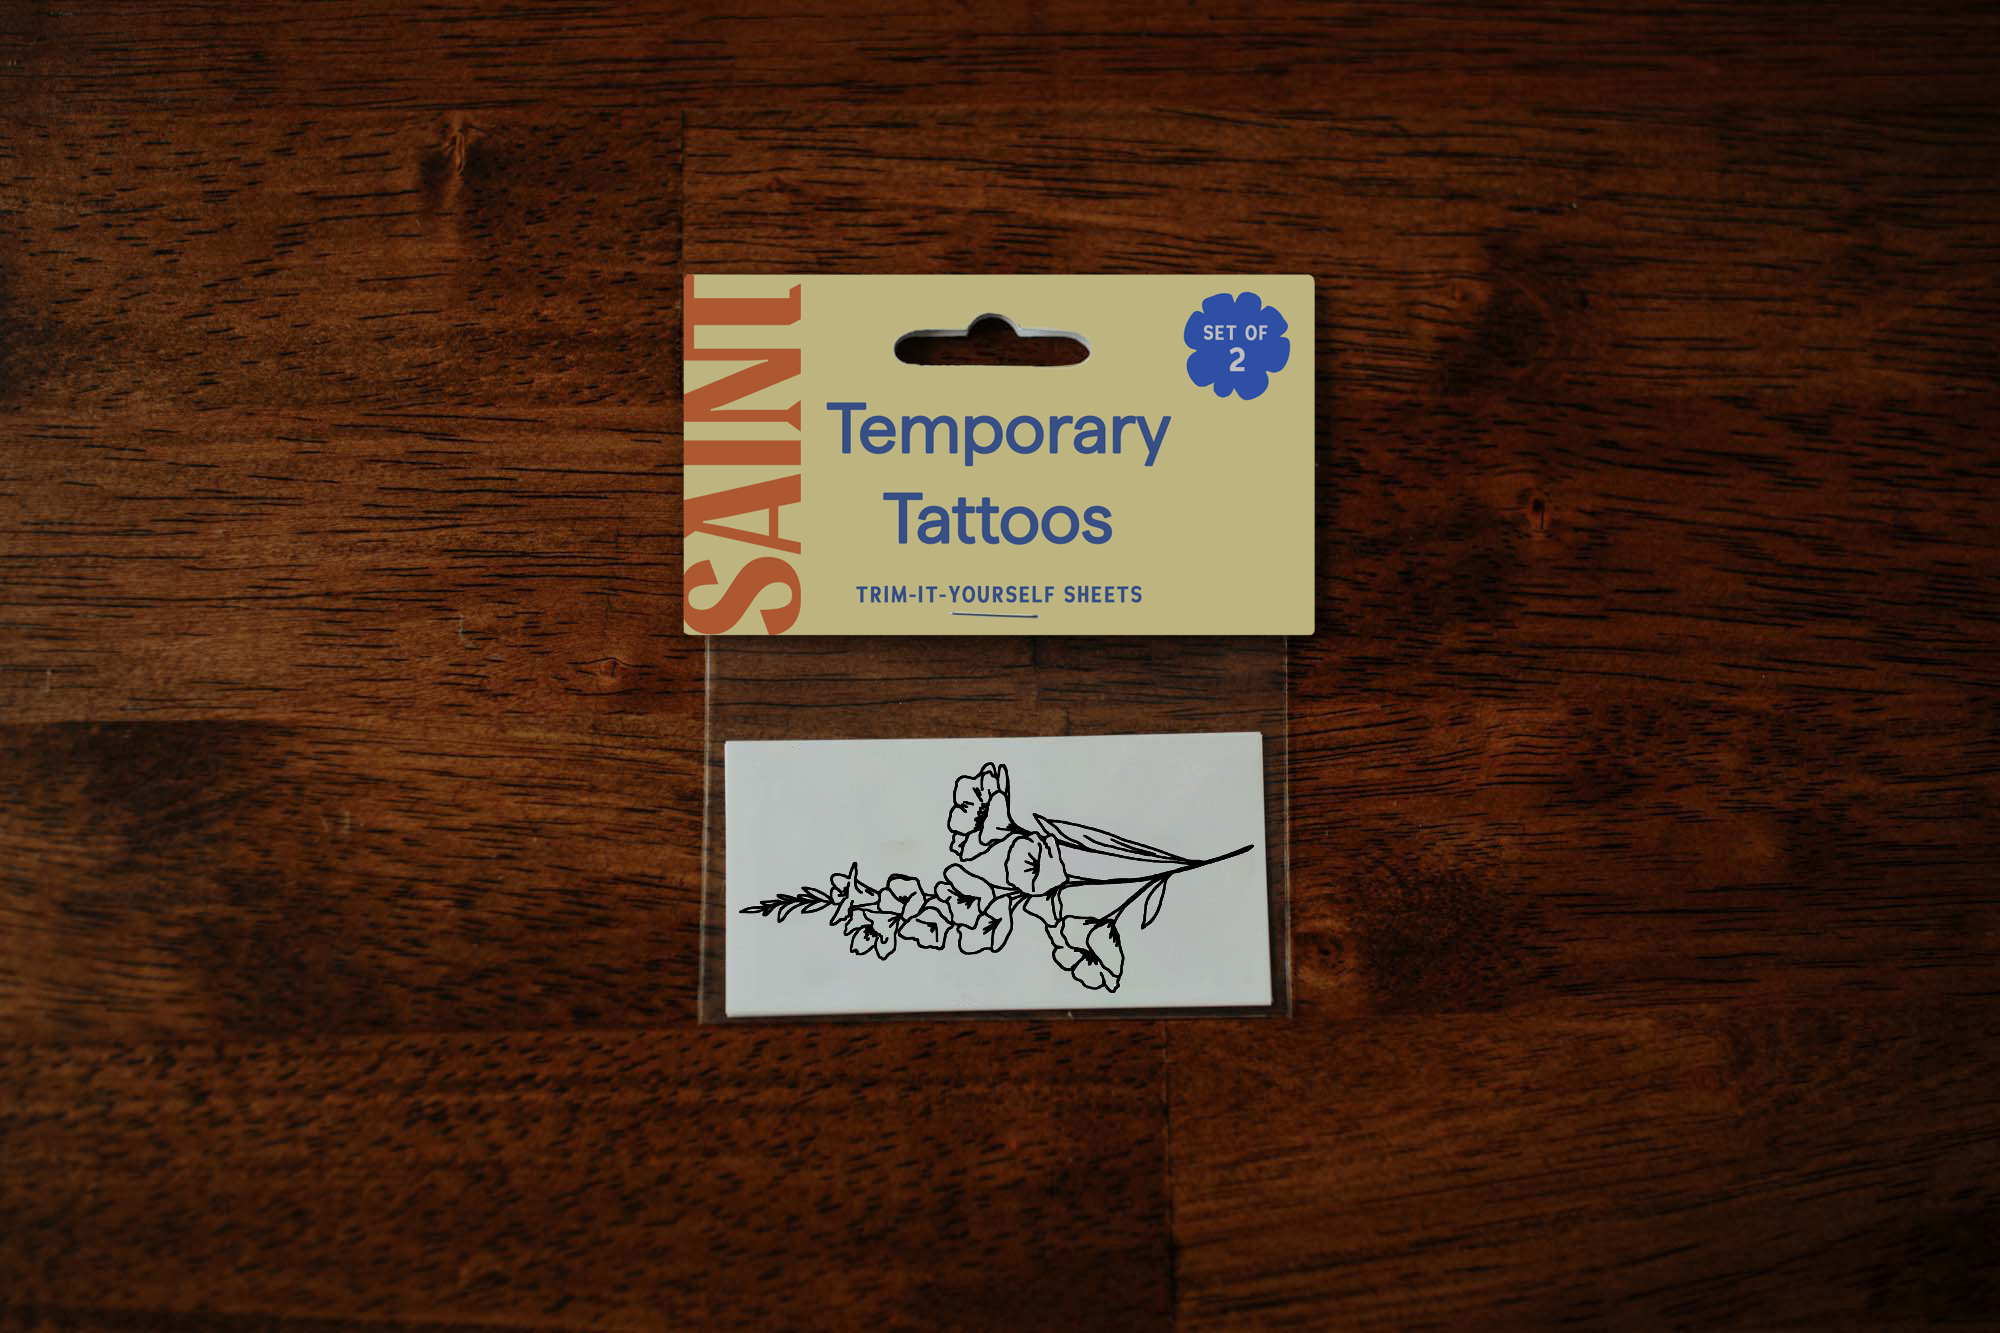 SAINT
SET OF
2
Temporary
Tattoos
TRIM-IT-YOURSELF SHEETS